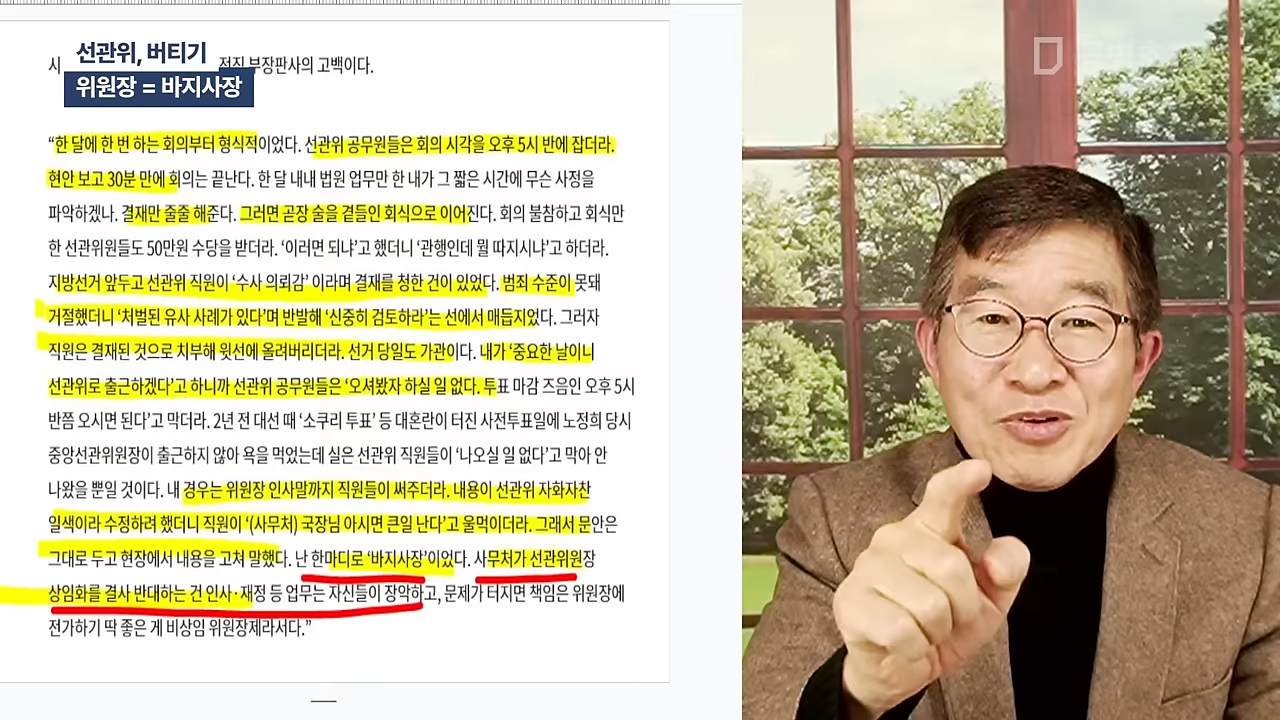 선관위, 버티기
위원장 = 바지사장
시
전직 부장판사의 고백이다.
“한 달에 한 번 하는 회의부터 형식적이었다. 선관위 공무원들은 회의 시각을 오후 5시 반에 잡더라.
현안 보고 30분 만에 회의는 끝난다. 한 달 내내 법원 업무만 한 내가 그 짧은 시간에 무슨 사정을
파악하겠나. 결재만 줄줄 해준다. 그러면 곧장 술을 곁들인 회식으로 이어진다. 회의 불참하고 회식만
한 선관위원들도 50만원 수당을 받더라. ‘이러면 되냐’고 했더니 ‘관행인데 뭘 따지시냐’고 하더라.
지방선거 앞두고 선관위 직원이 ‘수사 의뢰감’ 이라며 결재를 청한 건이 있었다. 범죄 수준이 못돼
거절했더니 ‘처벌된 유사 사례가 있다’며 반발해 ‘신중히 검토하라’는 선에서 매듭지었다. 그러자
직원은 결재된 것으로 치부해 윗선에 올려버리더라. 선거 당일도 가관이다. 내가 ‘중요한 날이니
선관위로 출근하겠다’고 하니까 선관위 공무원들은 ‘오셔봤자 하실 일 없다. 투표 마감 즈음인 오후 5시
반쯤 오시면 된다’고 막더라. 2년 전 대선 때 ‘소쿠리 투표’ 등 대혼란이 터진 사전투표일에 노정희 당시
중앙선관위원장이 출근하지 않아 욕을 먹었는데 실은 선관위 직원들이 ‘나오실 일 없다’고 막아 안
나왔을 뿐일 것이다. 내 경우는 위원장 인사말까지 직원들이 써주더라. 내용이 선관위 자화자찬
일색이라 수정하려 했더니 직원이 ‘(사무처) 국장님 아시면 큰일 난다’고 울먹이더라. 그래서 문안은
그대로 두고 현장에서 내용을 고쳐 말했다. 난 한마디로 ‘바지사장’이었다. 사무처가 선관위원장
상임화를 결사 반대하는 건 인사·재정 등 업무는 자신들이 장악하고, 문제가 터지면 책임은 위원장에
전가하기 딱 좋은 게 비상임 위원장제라서다.”